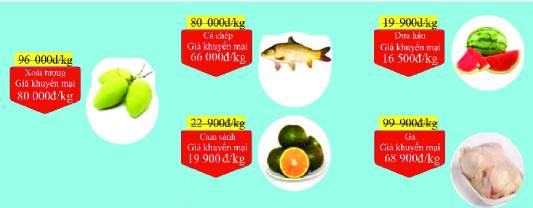 96 000đ/kg
Xoài tượng
Giá khuyến mại
80 000đ/kg
80 000đ/kg
Cá chép
Giá khuyến mại
66 000đ/kg
22 900đ/kg
Cam sành
Giá khuyến mại
19 900đ/kg
19 900đ/kg
Dưa hấu
Giá khuyến mại
16 500đ/kg
99 900đ/kg
Gà
Giá khuyến mại
68 900đ/kg